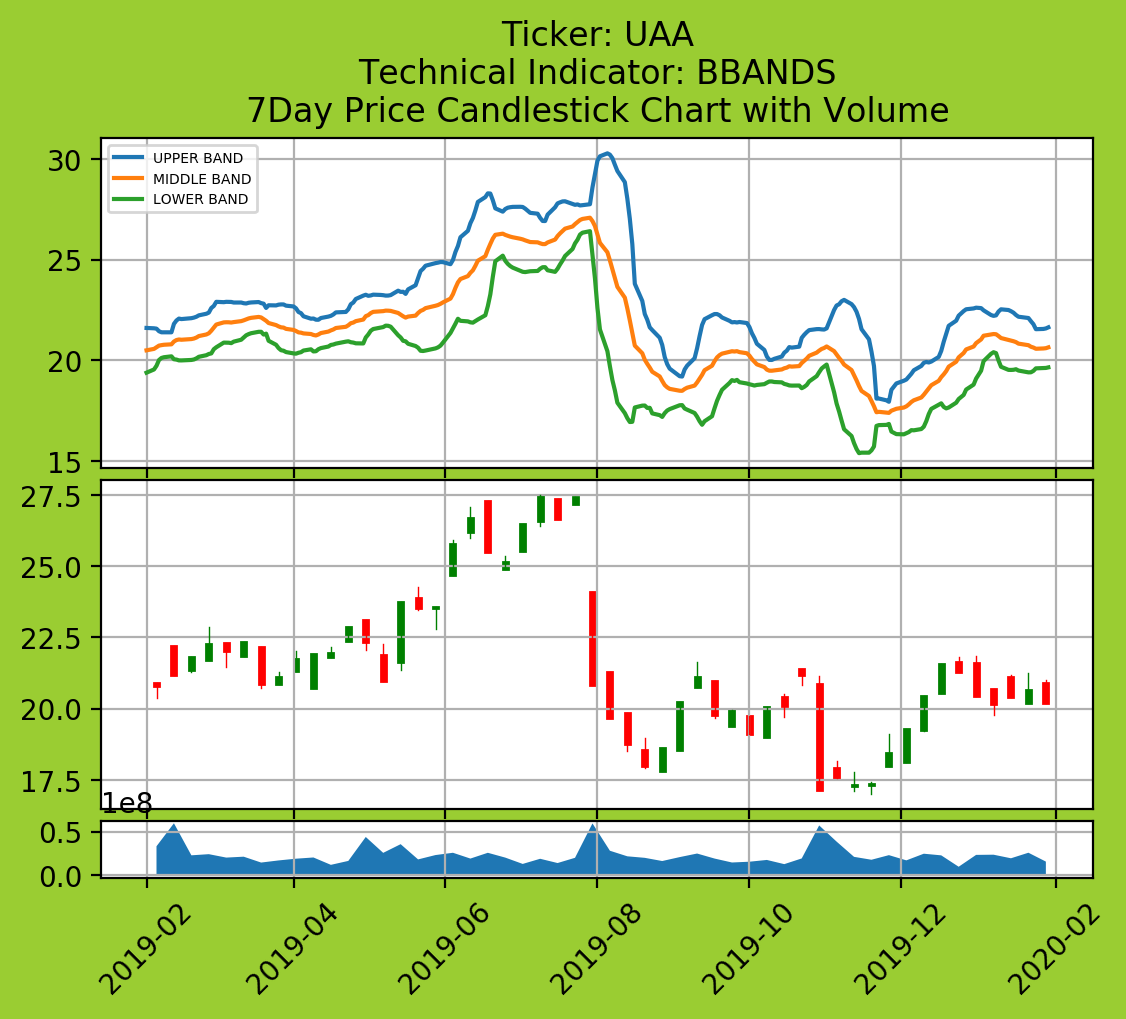 Ticker: UAA
Technical Indicator: BBANDS
7Day Price Candlestick Chart with Volume
UPPER BAND
MIDDLE BAND
LOWER BAND
30
25
20
15
27.5
25.0
22.5
20.0
17.5
1e8
0.5
0.0
2019-02
2019-04
2019-06
2019-08
2019-10
2019-12
2020-02